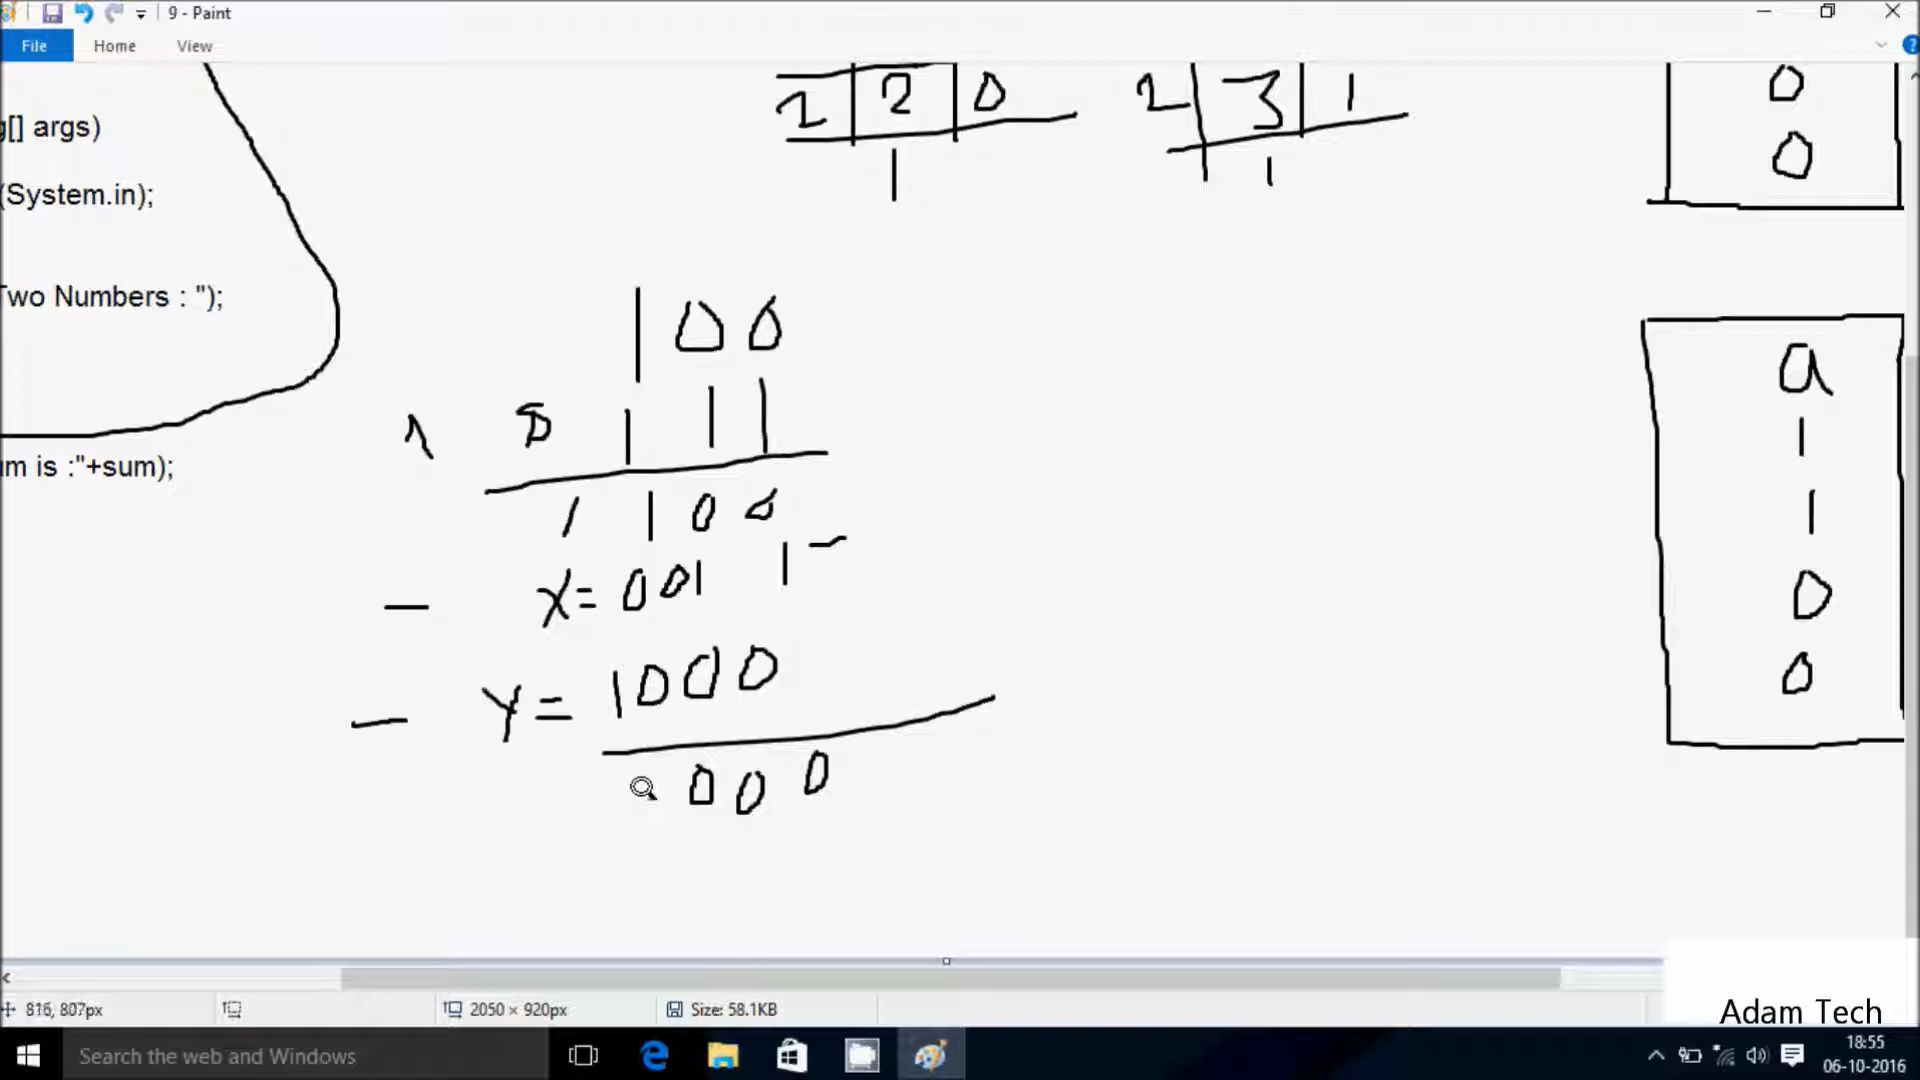 9 - Paint
File Home View
g[] args)
(System.in);
Two Numbers : ");
um is :"+sum);
2 2 0
1
2 3 1
1
0
0
1 0 0
^ & 1 1 1
1 1 0 0
X= 0 0 1 1 -
Y= 1 0 0 0
0 0 0
a
1
1
0
0
816, 807px
2050 × 920px
Size: 58.1KB
Adam Tech
Search the web and Windows
18:55
06-10-2016